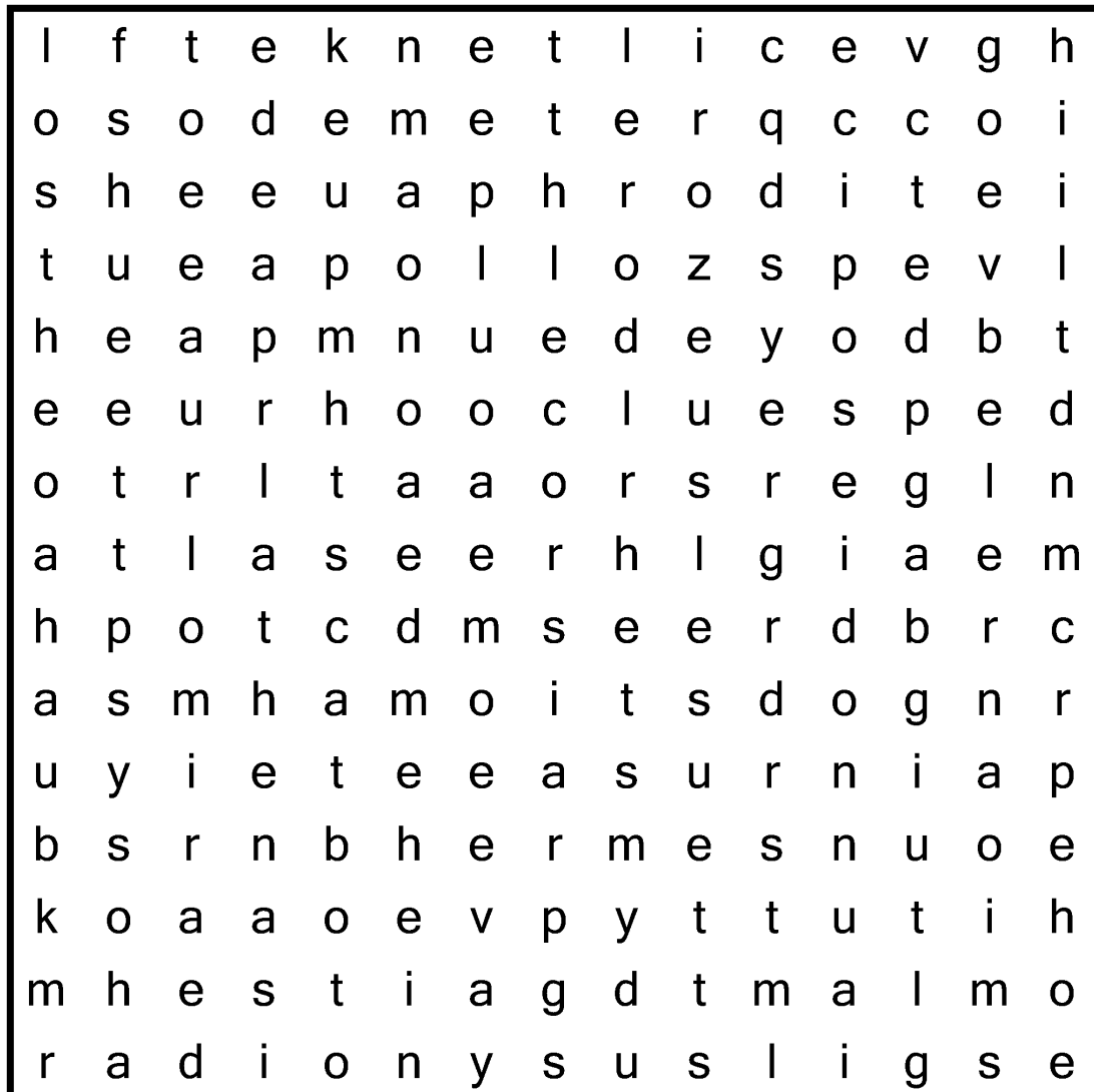 l f t e k n e t l i c e v g h
o s o d e m e t e r q c c o i
s h e e u a p h r o d i t e i
t u e a p o l l o z s p e v l
h e a p m n u e d e y o d b t
e e u r h o o c l u e s p e d
o t r l t a a o r s r e g l n
a t l a s e e r h l g i a e m
h p o t c d m s e e r d b r c
a s m h a m o i t s d o g n r
u y i e t e e a s u r n i a p
b s r n b h e r m e s n u o e
k o a a o e v p y t t u t i h
m h e s t i a g d t m a l m o
r a d i o n y s u s l i g s e